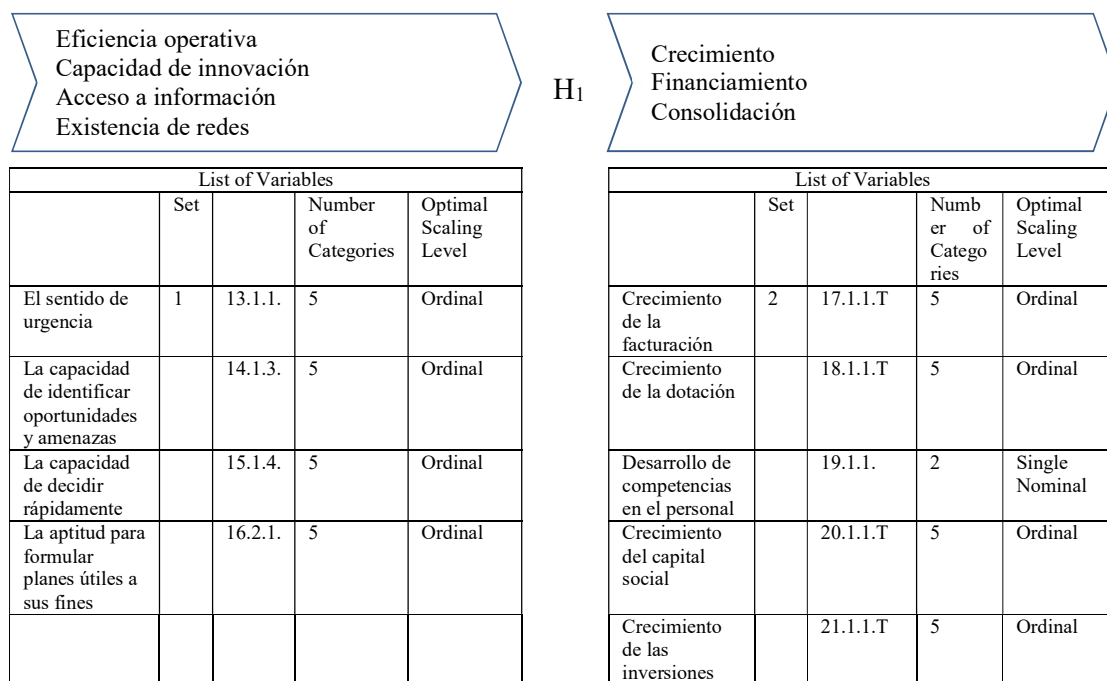 Eficiencia operativa
Capacidad de innovación
Acceso a información
Existencia de redes
H1
Crecimiento
Financiamiento
Consolidación
List of Variables
Set
Number
of
Categories
Optimal
Scaling
Level
El sentido de
urgencia
1
13.1.1.
5
Ordinal
La capacidad
de identificar
oportunidades
y amenazas
14.1.3.
5
Ordinal
La capacidad
de decidir
rápidamente
15.1.4.
5
Ordinal
La aptitud para
formular
planes útiles a
sus fines
16.2.1.
5
Ordinal
List of Variables
Set
Numb
er of
Catego
ries
Optimal
Scaling
Level
Crecimiento
de la
facturación
2
17.1.1.T
5
Ordinal
Crecimiento
de la dotación
18.1.1.T
5
Ordinal
Desarrollo de
competencias
en el personal
19.1.1.
2
Single
Nominal
Crecimiento
del capital
social
20.1.1.T
5
Ordinal
Crecimiento
de las
inversiones
21.1.1.T
5
Ordinal